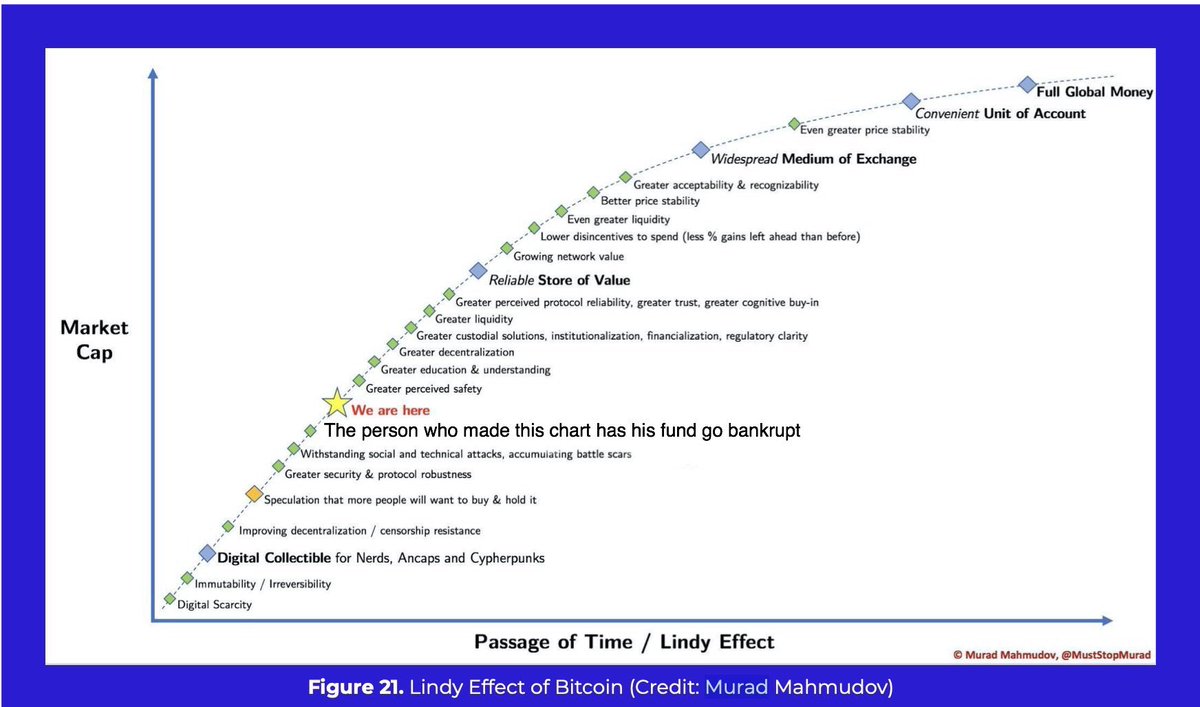 Full Global Money
Convenient Unit of Account
Even greater price stability
Widespread Medium of Exchange
Greater acceptability & recognizability
Better price stability
Even greater liquidity
Lower disincentives to spend (less % gains left ahead than before)
Growing network value
Reliable Store of Value
Greater perceived protocol reliability, greater trust, greater cognitive buy-in
Greater liquidity
Greater custodial solutions, institutionalization, financialization, regulatory clarity
Greater decentralization
Greater education & understanding
Greater perceived safety
We are here
The person who made this chart has his fund go bankrupt
Withstanding social and technical attacks, accumulating battle scars
Greater security & protocol robustness
Speculation that more people will want to buy & hold it
Improving decentralization / censorship resistance
Digital Collectible for Nerds, Ancaps and Cypherpunks
Immutability / Irreversibility
Digital Scarcity
Market
Cap
Passage of Time / Lindy Effect
© Murad Mahmudov, @MustStopMurad
Figure 21. Lindy Effect of Bitcoin (Credit: Murad Mahmudov)